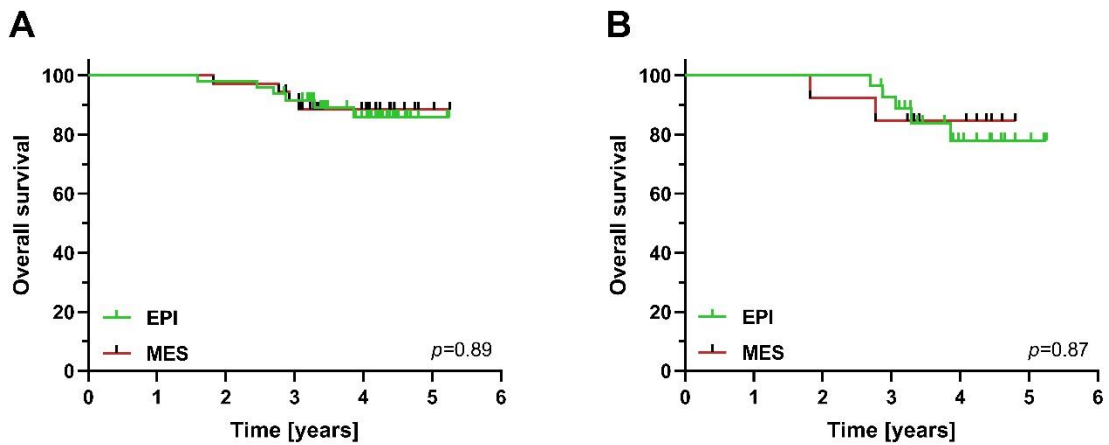 A
Overall survival
100
80
60
40
20
0
EPI
MES
p=0.89
0 1 2 3 4 5 6
Time [years]
B
Overall survival
100
80
60
40
20
0
EPI
MES
p=0.87
0 1 2 3 4 5 6
Time [years]